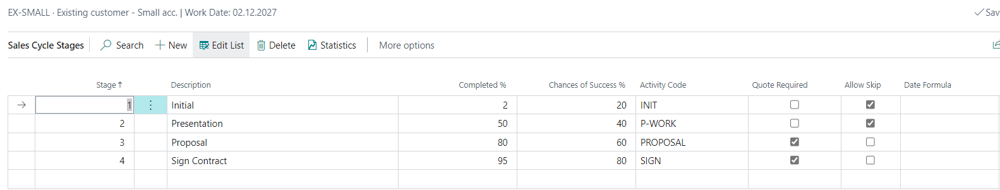 EX-SMALL · Existing customer - Small acc. | Work Date: 02.12.2027
Sav
Sales Cycle Stages Search New Edit List Delete Statistics More options
Stage↑ Description Completed % Chances of Success % Activity Code Quote Required Allow Skip Date Formula
1 Initial 2 20 INIT
2 Presentation 50 40 P-WORK
3 Proposal 80 60 PROPOSAL
4 Sign Contract 95 80 SIGN